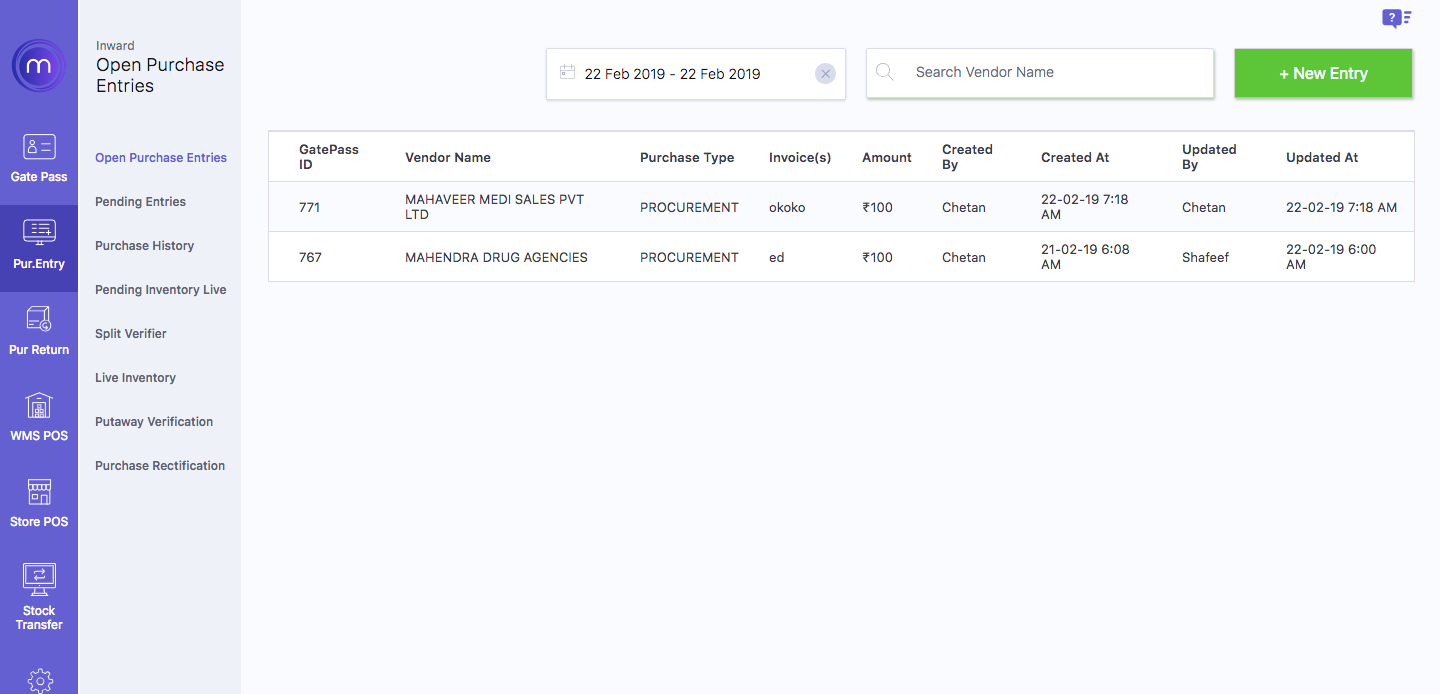 m
Gate Pass
Pur.Entry
Pur Return
WMS POS
Store POS
Stock
Transfer
Inward
Open Purchase
Entries
Open Purchase Entries
Pending Entries
Purchase History
Pending Inventory Live
Split Verifier
Live Inventory
Putaway Verification
Purchase Rectification
?
22 Feb 2019 - 22 Feb 2019
Search Vendor Name
+ New Entry
GatePass ID Vendor Name Purchase Type Invoice(s) Amount Created By Created At Updated By Updated At
771 MAHAVEER MEDI SALES PVT LTD PROCUREMENT okoko ₹100 Chetan 22-02-19 7:18 AM Chetan 22-02-19 7:18 AM
767 MAHENDRA DRUG AGENCIES PROCUREMENT ed ₹100 Chetan 21-02-19 6:08 AM Shafeef 22-02-19 6:00 AM